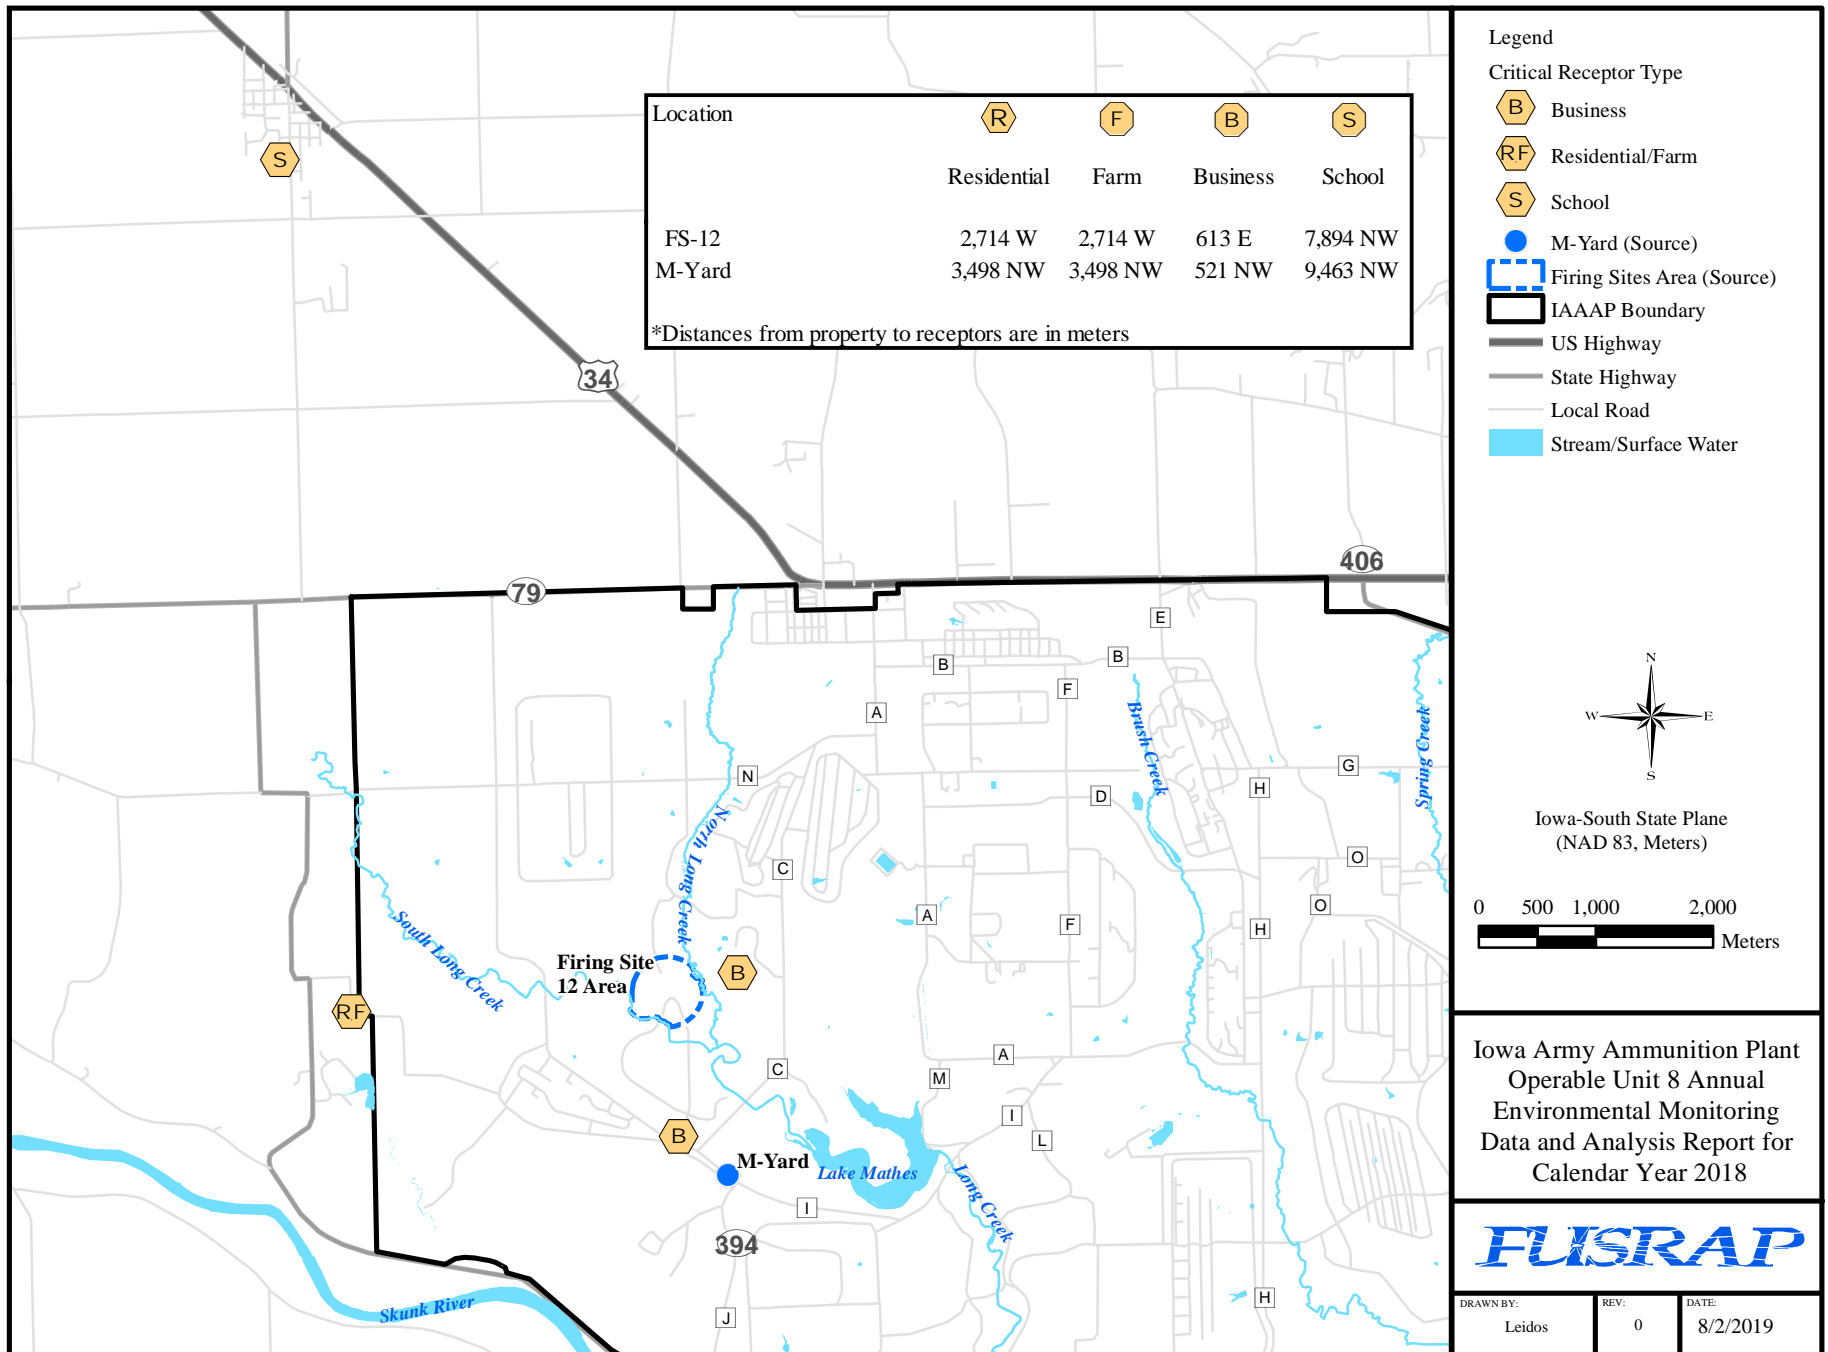 Location
R F B S
Residential Farm Business School
FS-12 2,714 W 2,714 W 613 E 7,894 NW
M-Yard 3,498 NW 3,498 NW 521 NW 9,463 NW
*Distances from property to receptors are in meters
S
34
406
79
E
B
B
F
A
Brush Creek
Spring Creek
N
G
H
D
North Long Creek
C
O
O
A
F
H
South Long Creek
Firing Site
12 Area
B
RF
A
C
M
I
L
B
M-Yard
Lake Mathes
Long Creek
I
394
Skunk River
J
H
Legend
Critical Receptor Type
B Business
RF Residential/Farm
S School
M-Yard (Source)
Firing Sites Area (Source)
IAAAP Boundary
US Highway
State Highway
Local Road
Stream/Surface Water
N
W E
S
Iowa-South State Plane
(NAD 83, Meters)
0 500 1,000 2,000
Meters
Iowa Army Ammunition Plant
Operable Unit 8 Annual
Environmental Monitoring
Data and Analysis Report for
Calendar Year 2018
FUSRAP
DRAWN BY: REV: DATE:
Leidos 0 8/2/2019